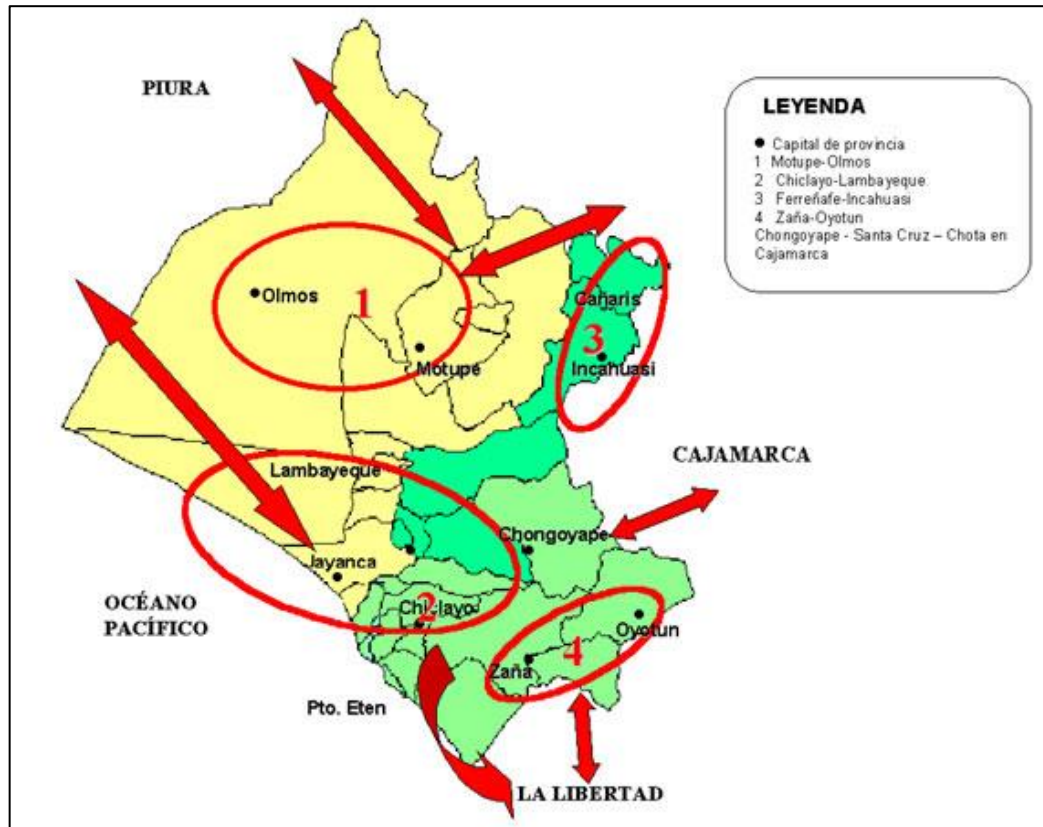 PIURA
LEYENDA
● Capital de provincia
1 Motupe-Olmos
2 Chiclayo-Lambayeque
3 Ferreñafe-Incahuasi
4 Zaña-Oyotun
Chongoyape - Santa Cruz – Chota en
Cajamarca
Olmos
1
Motupe
Cañaris
3
Incahuasi
Lambayeque
CAJAMARCA
Chongoyape
Jayanca
OCÉANO
PACÍFICO
Chiclayo
2
Oyotun
4
Zaña
Pto. Eten
LA LIBERTAD